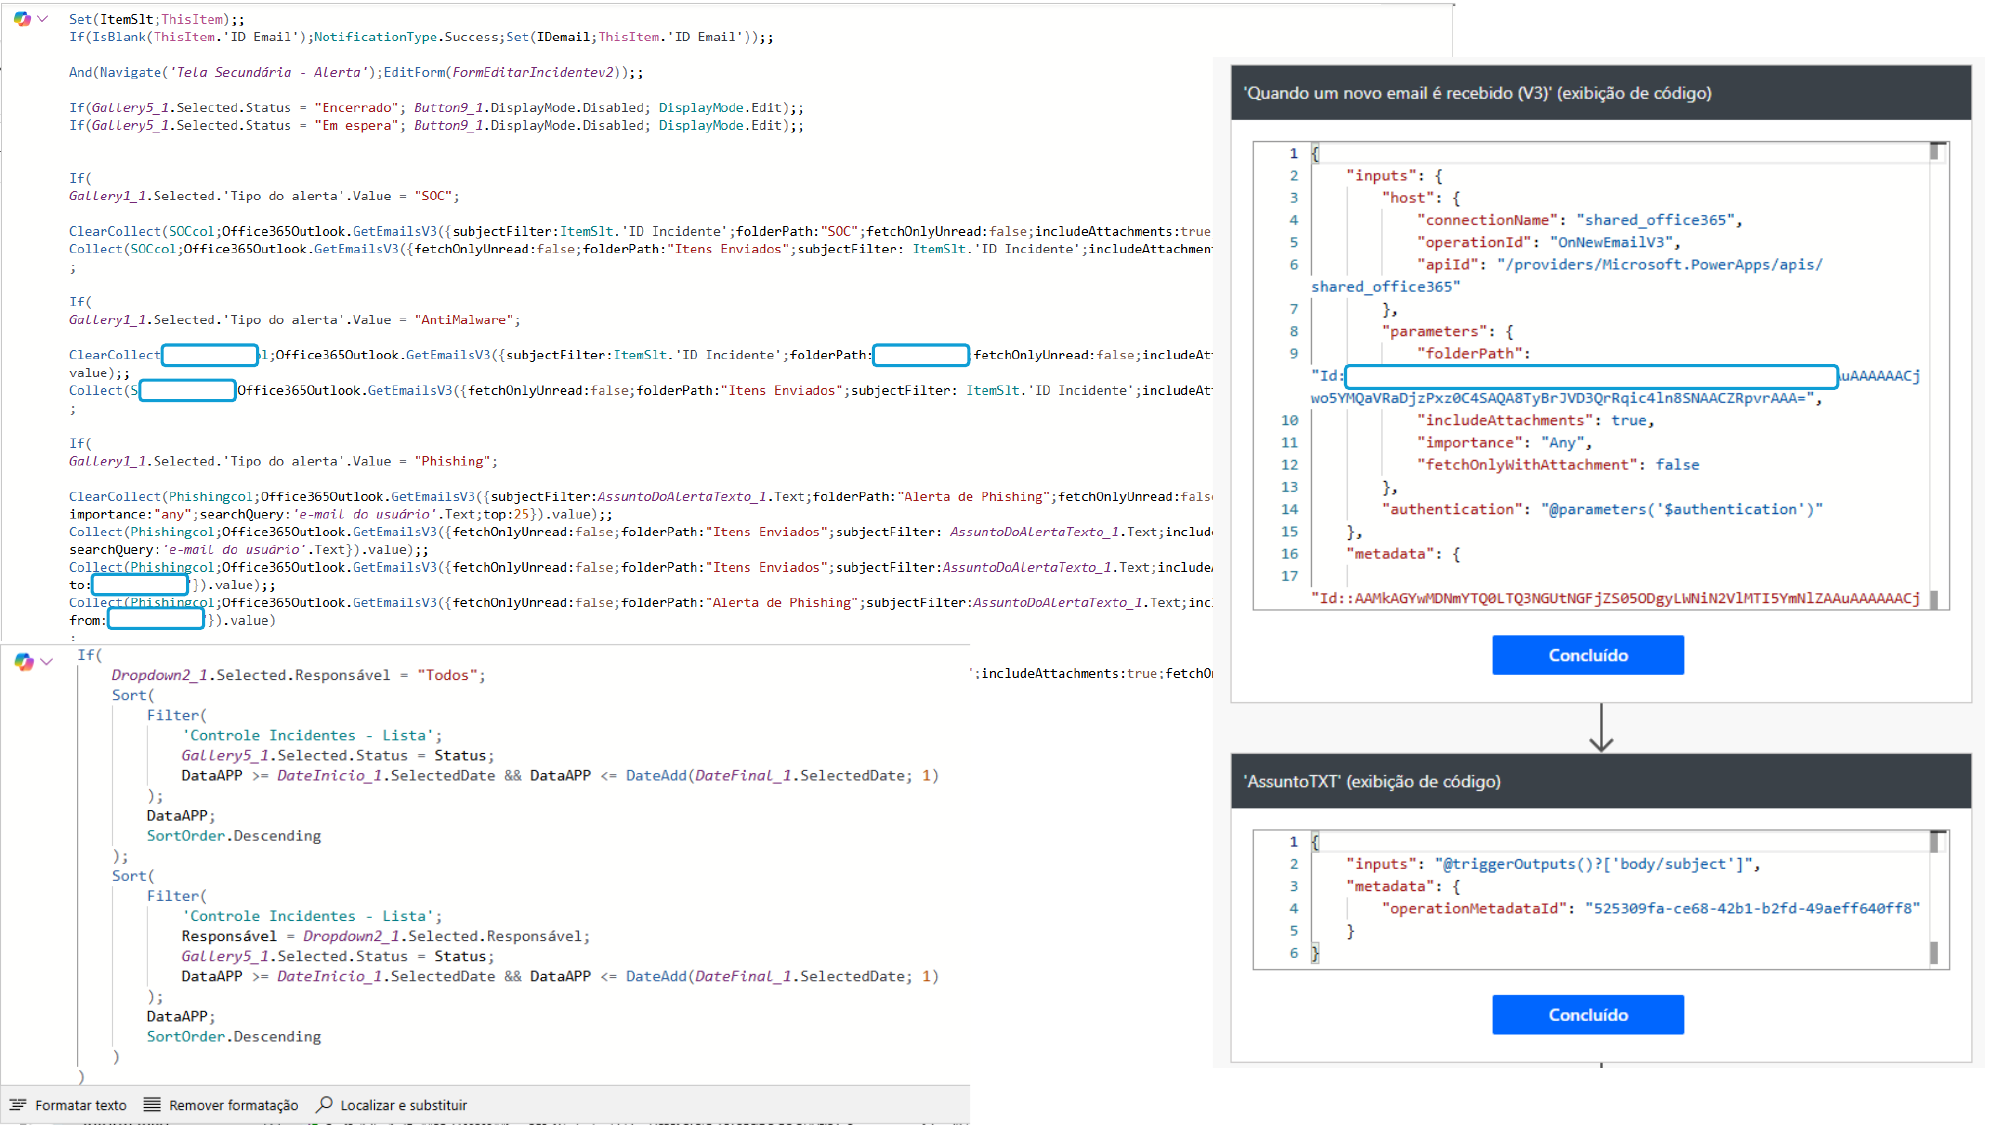 Set(ItemSlt;ThisItem);;
If(IsBlank(ThisItem.'ID Email');NotificationType.Success;Set(IDemail;ThisItem.'ID Email'));;
And(Navigate('Tela Secundária - Alerta');EditForm(FormEditarIncidentev2));;
If(Gallery5_1.Selected.Status = "Encerrado"; Button9_1.DisplayMode.Disabled; DisplayMode.Edit);;
If(Gallery5_1.Selected.Status = "Em espera"; Button9_1.DisplayMode.Disabled; DisplayMode.Edit);;
If(
Gallery1_1.Selected.'Tipo do alerta'.Value = "SOC";
ClearCollect(SOCcol;Office365Outlook.GetEmailsV3({subjectFilter:ItemSlt.'ID Incidente';folderPath:"SOC";fetchOnlyUnread:false;includeAttachments:true
Collect(SOCcol;Office365Outlook.GetEmailsV3({fetchOnlyUnread:false;folderPath:"Itens Enviados";subjectFilter: ItemSlt.'ID Incidente';includeAttachment
;
If(
Gallery1_1.Selected.'Tipo do alerta'.Value = "AntiMalware";
ClearCollect l;Office365Outlook.GetEmailsV3({subjectFilter:ItemSlt.'ID Incidente';folderPath: fetchOnlyUnread:false;includeAt
value);;
Collect(S Office365Outlook.GetEmailsV3({fetchOnlyUnread:false;folderPath:"Itens Enviados";subjectFilter: ItemSlt.'ID Incidente';includeAt
;
If(
Gallery1_1.Selected.'Tipo do alerta'.Value = "Phishing";
ClearCollect(Phishingcol;Office365Outlook.GetEmailsV3({subjectFilter:AssuntoDoAlertaTexto_1.Text;folderPath:"Alerta de Phishing";fetchOnlyUnread:fals
importance:"any";searchQuery:'e-mail do usuário'.Text;top:25}).value);;
Collect(Phishingcol;Office365Outlook.GetEmailsV3({fetchOnlyUnread:false;folderPath:"Itens Enviados";subjectFilter: AssuntoDoAlertaTexto_1.Text;includ
searchQuery:'e-mail do usuário'.Text}).value);;
Collect(Phishingcol;Office365Outlook.GetEmailsV3({fetchOnlyUnread:false;folderPath:"Itens Enviados";subjectFilter:AssuntoDoAlertaTexto_1.Text;include
to: "}).value);;
Collect(Phishingcol;Office365Outlook.GetEmailsV3({fetchOnlyUnread:false;folderPath:"Alerta de Phishing";subjectFilter:AssuntoDoAlertaTexto_1.Text;inc
from: "}).value)
;
';includeAttachments:true;fetchOn
If(
Dropdown2_1.Selected.Responsável = "Todos";
Sort(
Filter(
'Controle Incidentes - Lista';
Gallery5_1.Selected.Status = Status;
DataAPP >= DateInicio_1.SelectedDate && DataAPP <= DateAdd(DateFinal_1.SelectedDate; 1)
);
DataAPP;
SortOrder.Descending
);
Sort(
Filter(
'Controle Incidentes - Lista';
Responsável = Dropdown2_1.Selected.Responsável;
Gallery5_1.Selected.Status = Status;
DataAPP >= DateInicio_1.SelectedDate && DataAPP <= DateAdd(DateFinal_1.SelectedDate; 1)
);
DataAPP;
SortOrder.Descending
)
)
Formatar texto Remover formatação Localizar e substituir
'Quando um novo email é recebido (V3)' (exibição de código)
1 {
2 "inputs": {
3 "host": {
4 "connectionName": "shared_office365",
5 "operationId": "OnNewEmailV3",
6 "apiId": "/providers/Microsoft.PowerApps/apis/
shared_office365"
7 },
8 "parameters": {
9 "folderPath":
"Id: uAAAAAACj
wo5YMQaVRaDjzPxz0C4SAQA8TyBrJVD3QrRqic4ln8SNAACZRpvrAAA=",
10 "includeAttachments": true,
11 "importance": "Any",
12 "fetchOnlyWithAttachment": false
13 },
14 "authentication": "@parameters('$authentication')"
15 },
16 "metadata": {
17
"Id::AAMkAGYwMDNmYTQ0LTQ3NGUtNGFjZS05ODgyLWNiN2VlMTI5YmNlZAAuAAAAAACj
Concluído
'AssuntoTXT' (exibição de código)
1 {
2 "inputs": "@triggerOutputs()?['body/subject']",
3 "metadata": {
4 "operationMetadataId": "525309fa-ce68-42b1-b2fd-49aeff640ff8"
5 }
6 }
Concluído